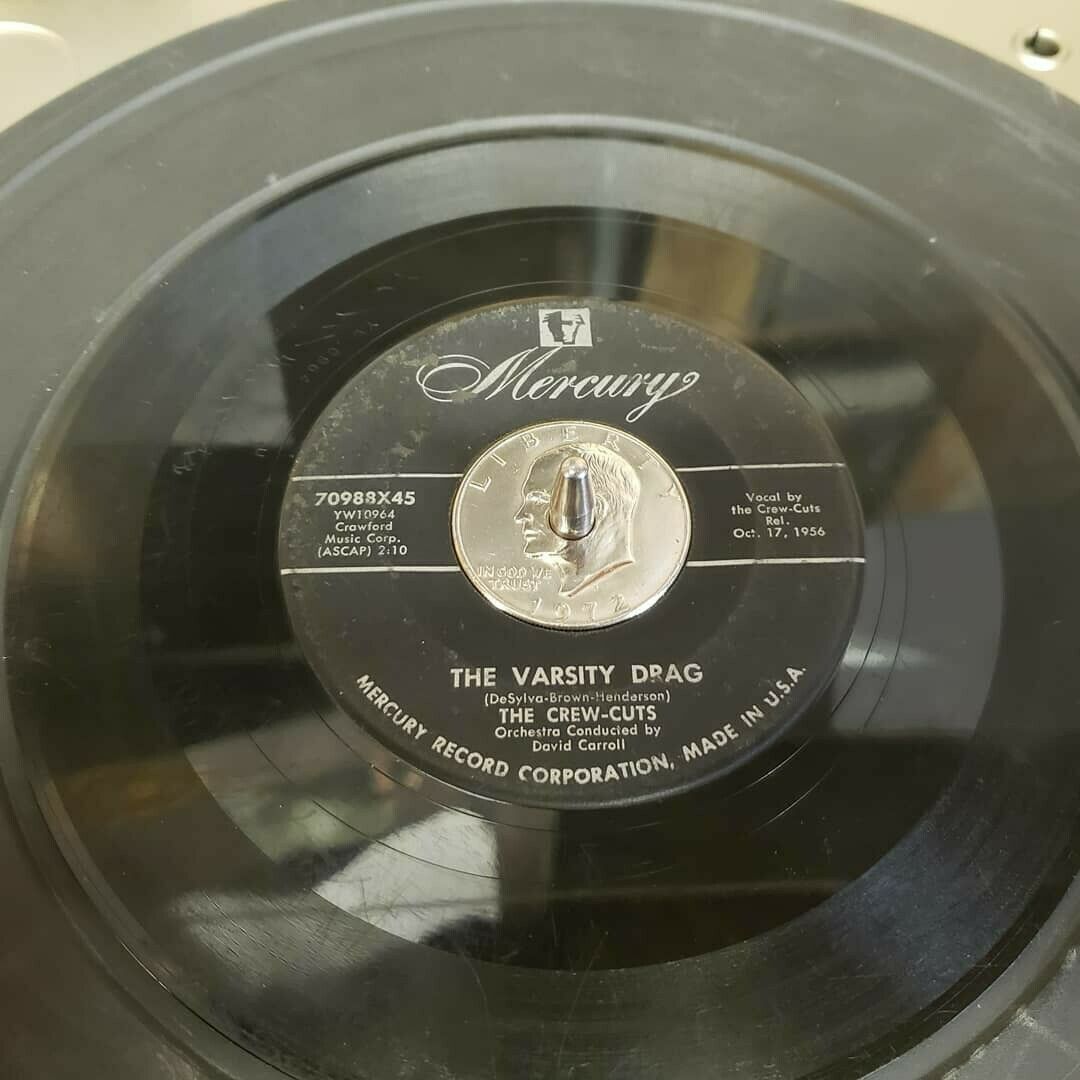 Mercury
LIBERTY
IN GOD WE
TRUST
1972
70988X45
YW10964
Crawford
Music Corp.
(ASCAP) 2:10
Vocal by
the Crew-Cuts
Rel.
Oct. 17, 1956
THE VARSITY DRAG
(DeSylva-Brown-Henderson)
THE CREW-CUTS
Orchestra Conducted by
David Carroll
MERCURY RECORD CORPORATION, MADE IN U.S.A.